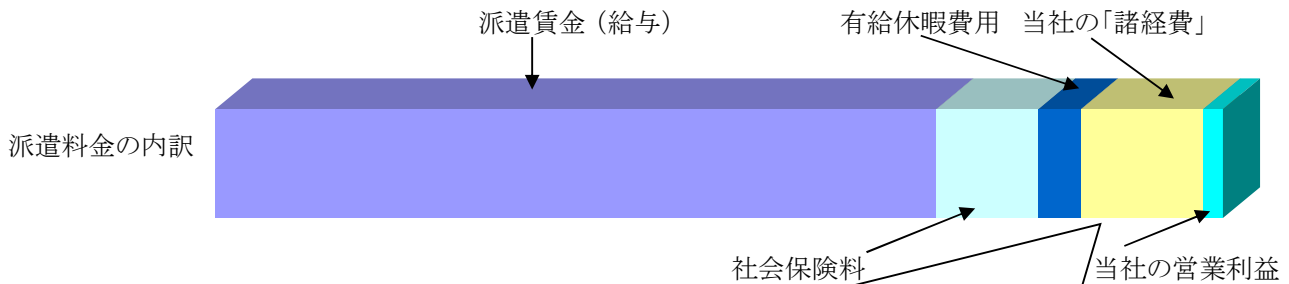 派遣賃金（給与）
有給休暇費用
当社の「諸経費」
派遣料金の内訳
社会保険料
当社の営業利益